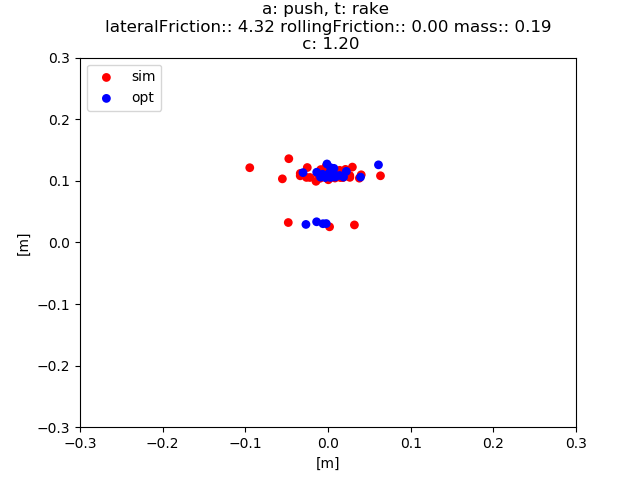 a: push, t: rake
lateralFriction:: 4.32 rollingFriction:: 0.00 mass:: 0.19
c: 1.20
sim
opt
0.3
0.2
0.1
0.0
−0.1
−0.2
−0.3
[m]
−0.3 −0.2 −0.1 0.0 0.1 0.2 0.3
[m]